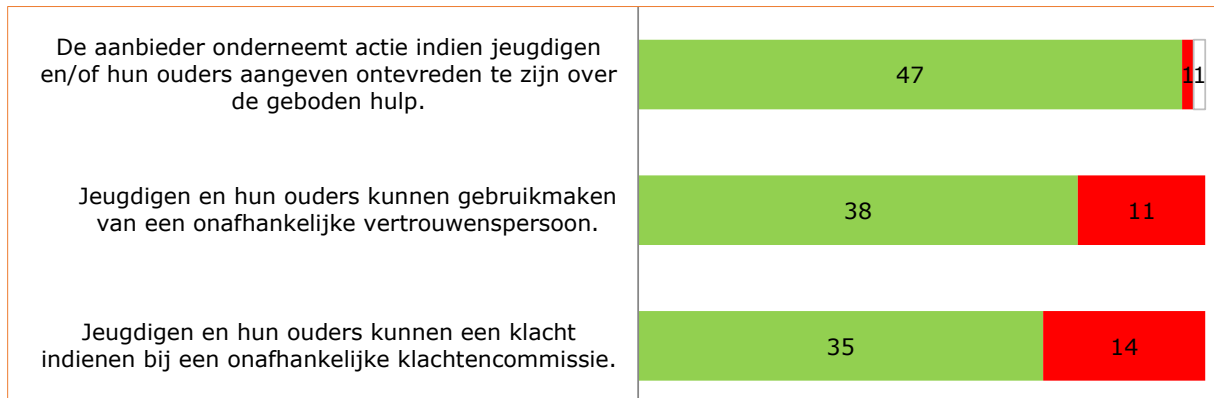 De aanbieder onderneemt actie indien jeugdigen
en/of hun ouders aangeven ontevreden te zijn over
de geboden hulp.
47
1
1
Jeugdigen en hun ouders kunnen gebruikmaken
van een onafhankelijke vertrouwenspersoon.
38
11
Jeugdigen en hun ouders kunnen een klacht
indienen bij een onafhankelijke klachtencommissie.
35
14